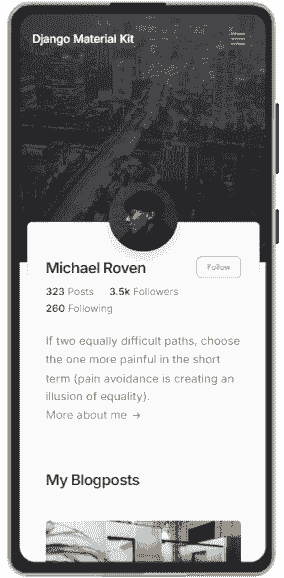 Django Material Kit
Michael Roven
Follow
323 Posts 3.5k Followers
260 Following
If two equally difficult paths, choose
the one more painful in the short
term (pain avoidance is creating an
illusion of equality).
More about me →
My Blogposts